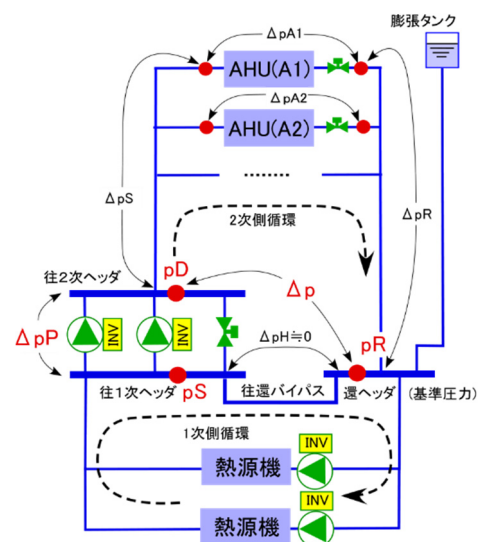 膨張タンク
ΔpA1
AHU(A1)
ΔpA2
AHU(A2)
ΔpS
ΔpR
2次側循環
往2次ヘッダ
pD
Δp
ΔpP
INV
INV
ΔpH≒0
pR
往1次ヘッダ
pS
往還バイパス
還ヘッダ
(基準圧力)
1次側循環
INV
熱源機
INV
熱源機